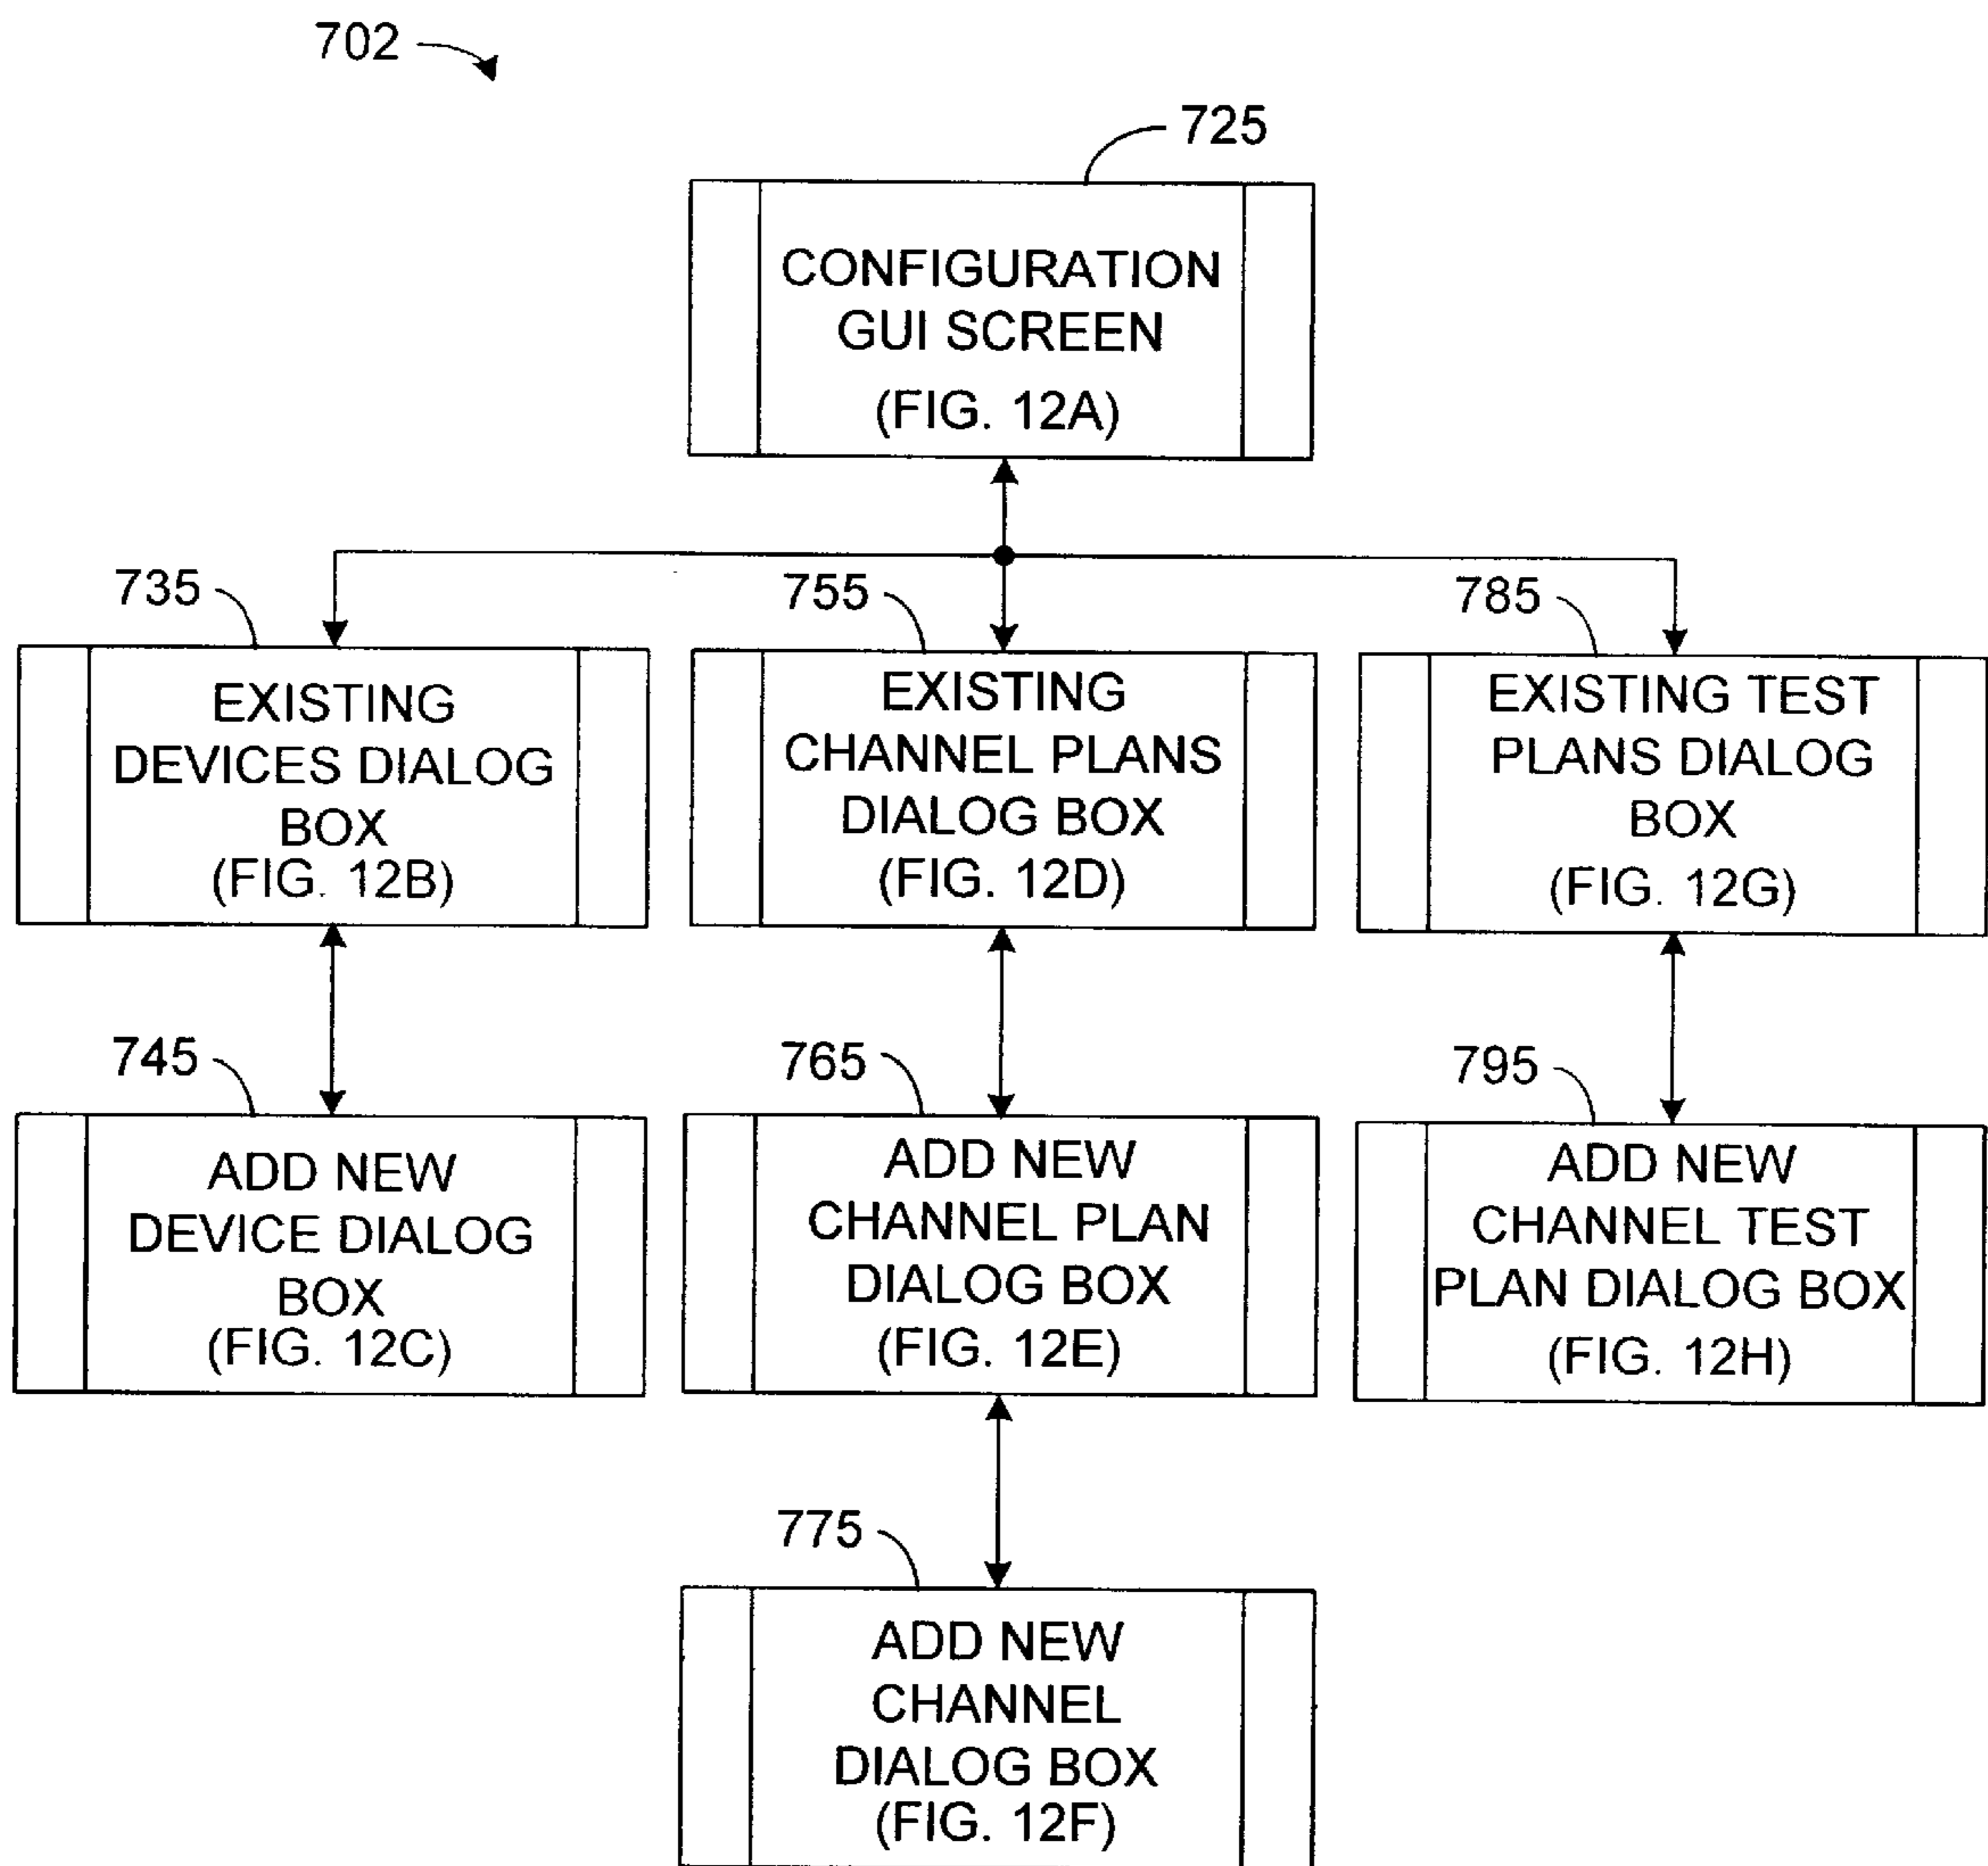 702
725
CONFIGURATION
GUI SCREEN
(FIG. 12A)
735
EXISTING
DEVICES DIALOG
BOX
(FIG. 12B)
755
EXISTING
CHANNEL PLANS
DIALOG BOX
(FIG. 12D)
785
EXISTING TEST
PLANS DIALOG
BOX
(FIG. 12G)
745
ADD NEW
DEVICE DIALOG
BOX
(FIG. 12C)
765
ADD NEW
CHANNEL PLAN
DIALOG BOX
(FIG. 12E)
795
ADD NEW
CHANNEL TEST
PLAN DIALOG BOX
(FIG. 12H)
775
ADD NEW
CHANNEL
DIALOG BOX
(FIG. 12F)